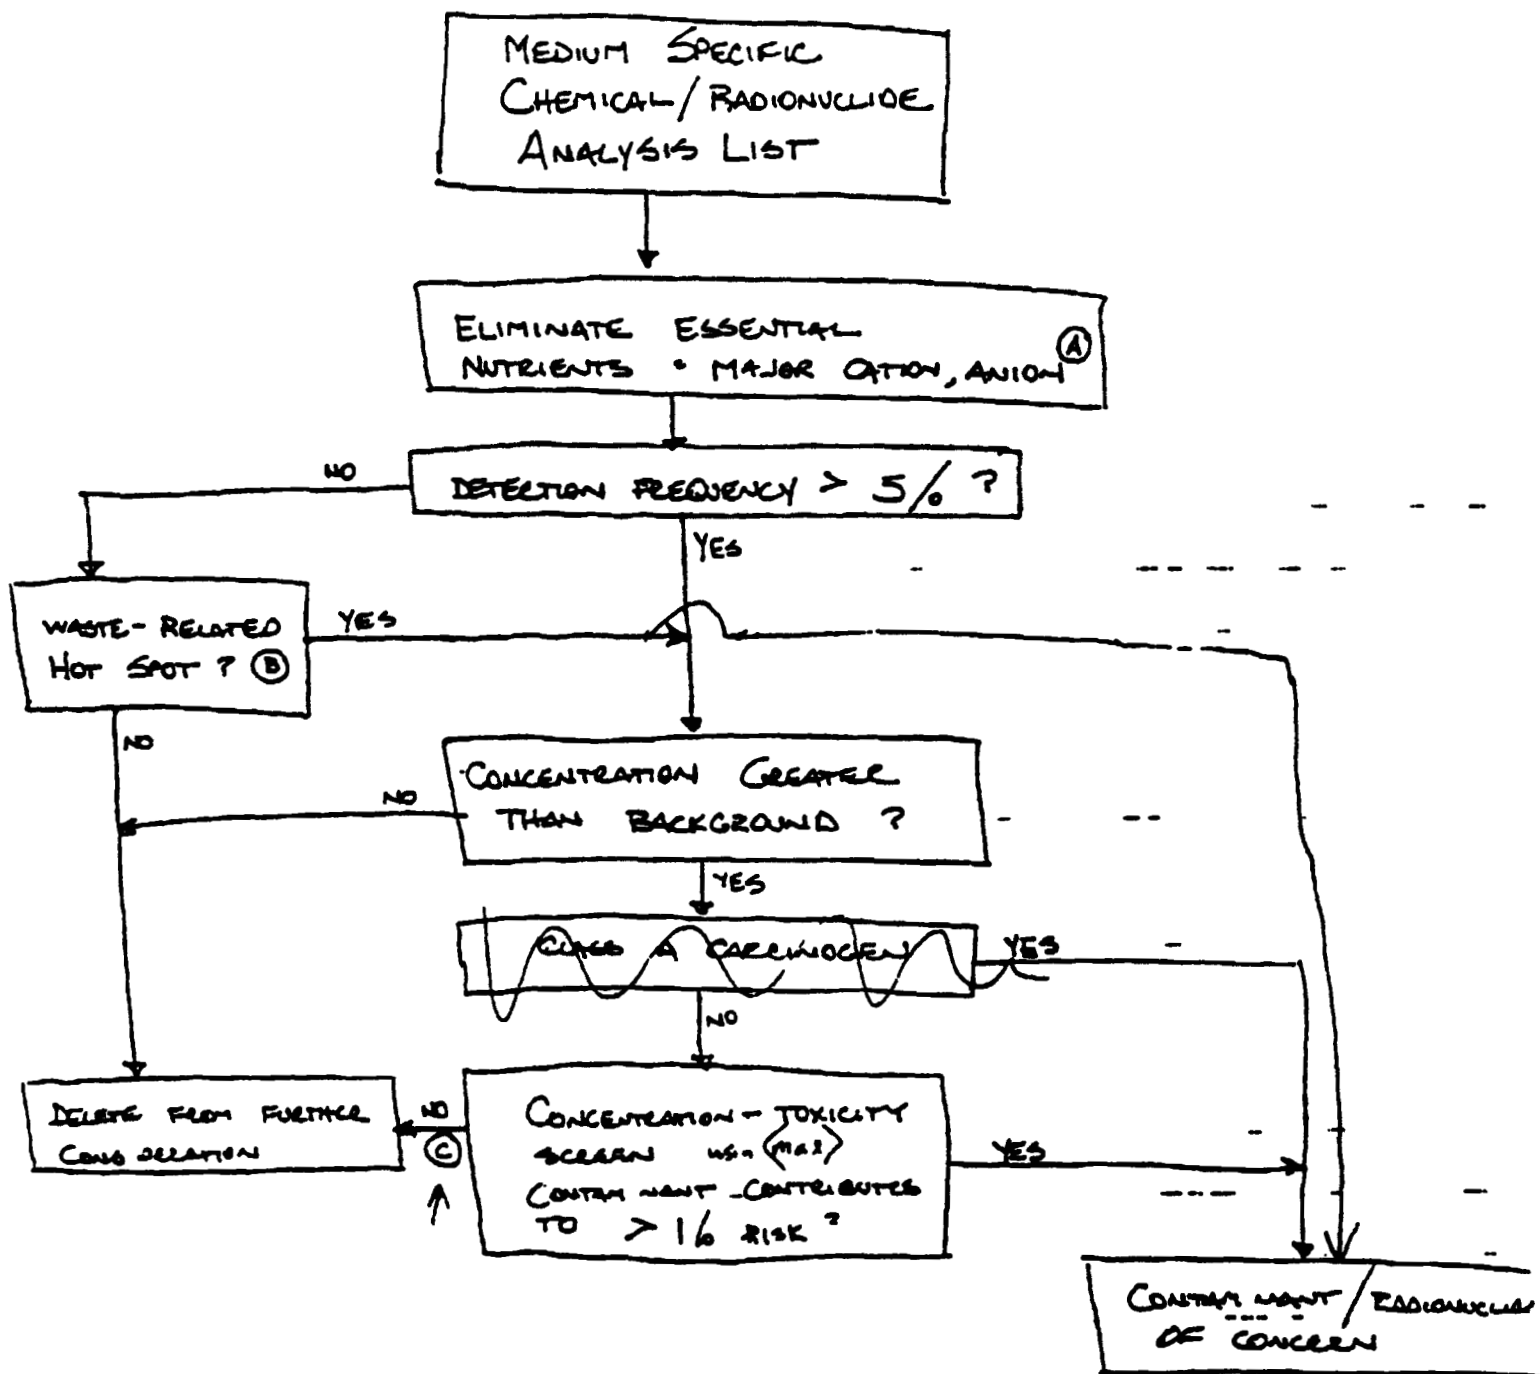 MEDIUM SPECIFIC
CHEMICAL/RADIONUCLIDE
ANALYSIS LIST
ELIMINATE ESSENTIAL
NUTRIENTS MAJOR CATION, ANION (A)
NO
DETECTION FREQUENCY > 5% ?
YES
WASTE-RELATED
HOT SPOT ? (B)
YES
NO
CONCENTRATION GREATER
THAN BACKGROUND ?
NO
YES
CLASS A CARCINOGEN
YES
NO
DELETE FROM FURTHER
CONSIDERATION
NO
(C)
CONCENTRATION - TOXICITY
SCREEN
CONTAMINANT CONTRIBUTES
TO > 1% RISK ?
YES
CONTAMINANT / RADIONUCLIDE
OF CONCERN